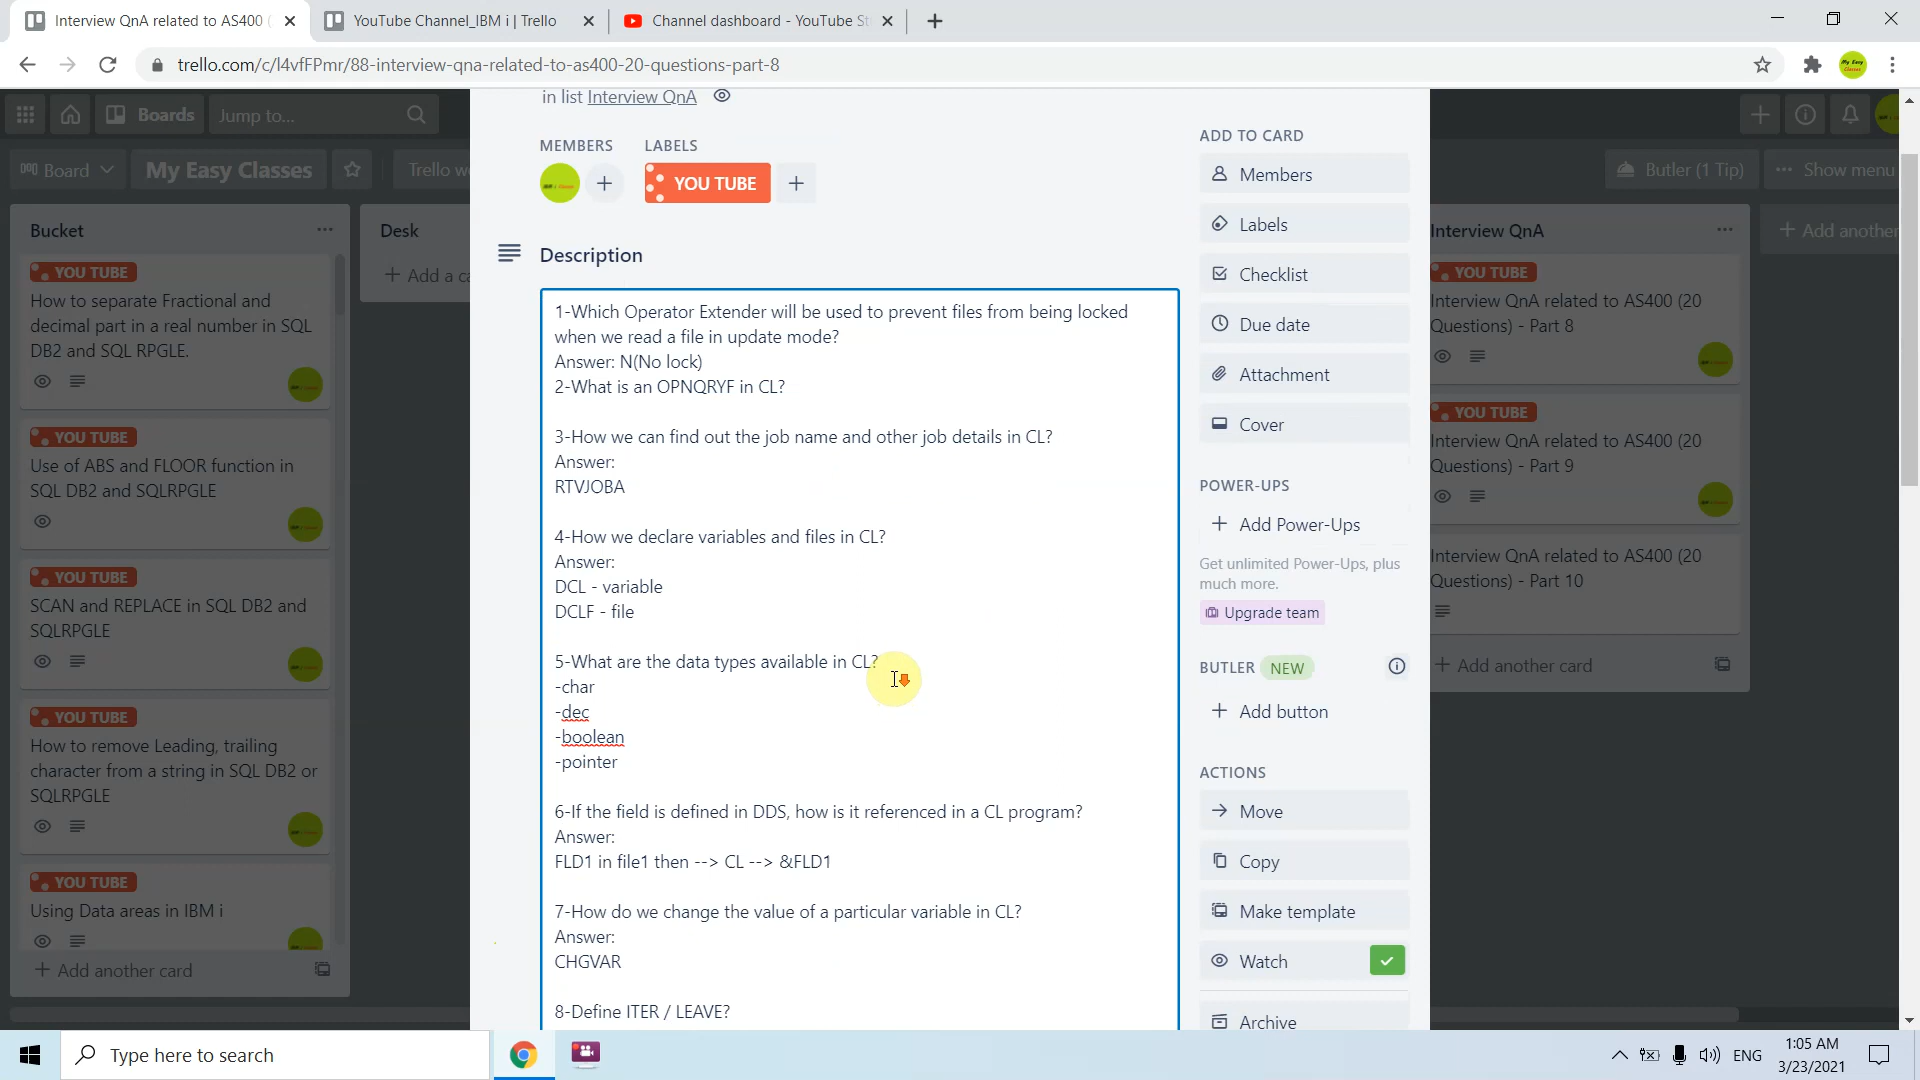 Interview QnA related to AS400 (
YouTube Channel_IBM i | Trello
Channel dashboard - YouTube St
trello.com/c/l4vfFPmr/88-interview-qna-related-to-as400-20-questions-part-8
Boards
Jump to...
Board
My Easy Classes
Trello w
Butler (1 Tip)
Show menu
Bucket
YOU TUBE
How to separate Fractional and
decimal part in a real number in SQL
DB2 and SQL RPGLE.
YOU TUBE
Use of ABS and FLOOR function in
SQL DB2 and SQLRPGLE
YOU TUBE
SCAN and REPLACE in SQL DB2 and
SQLRPGLE
YOU TUBE
How to remove Leading, trailing
character from a string in SQL DB2 or
SQLRPGLE
YOU TUBE
Using Data areas in IBM i
+ Add another card
Desk
+ Add a ca
in list Interview QnA
MEMBERS
LABELS
YOU TUBE
Description
1-Which Operator Extender will be used to prevent files from being locked
when we read a file in update mode?
Answer: N(No lock)
2-What is an OPNQRYF in CL?
3-How we can find out the job name and other job details in CL?
Answer:
RTVJOBA
4-How we declare variables and files in CL?
Answer:
DCL - variable
DCLF - file
5-What are the data types available in CL?
-char
-dec
-boolean
-pointer
6-If the field is defined in DDS, how is it referenced in a CL program?
Answer:
FLD1 in file1 then --> CL --> &FLD1
7-How do we change the value of a particular variable in CL?
Answer:
CHGVAR
8-Define ITER / LEAVE?
ADD TO CARD
Members
Labels
Checklist
Due date
Attachment
Cover
POWER-UPS
+ Add Power-Ups
Get unlimited Power-Ups, plus
much more.
Upgrade team
BUTLER NEW
+ Add button
ACTIONS
Move
Copy
Make template
Watch
Archive
Interview QnA
YOU TUBE
Interview QnA related to AS400 (20
Questions) - Part 8
YOU TUBE
Interview QnA related to AS400 (20
Questions) - Part 9
Interview QnA related to AS400 (20
Questions) - Part 10
+ Add another card
+ Add another
Type here to search
ENG
1:05 AM
3/23/2021